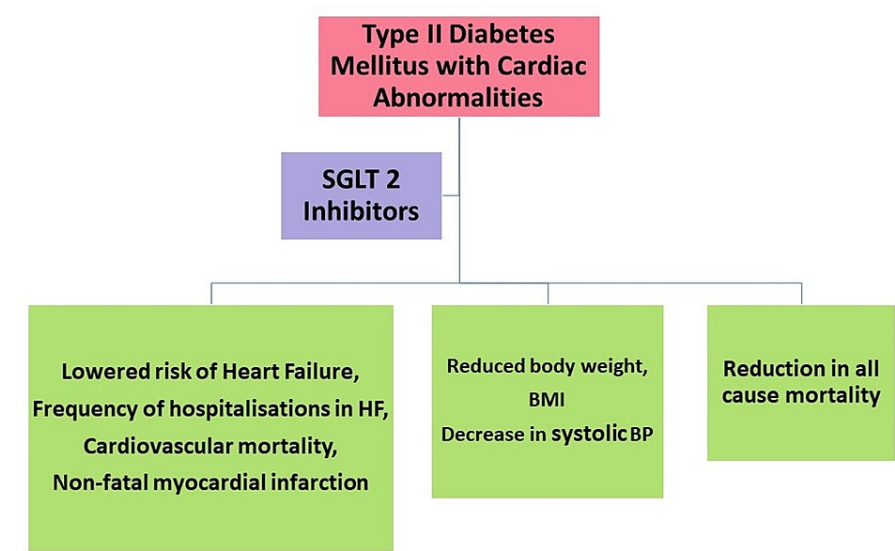 Type II Diabetes
Mellitus with Cardiac
Abnormalities
SGLT 2
Inhibitors
Lowered risk of Heart Failure,
Frequency of hospitalisations in HF,
Cardiovascular mortality,
Non-fatal myocardial infarction
Reduced body weight,
BMI
Decrease in systolic BP
Reduction in all
cause mortality